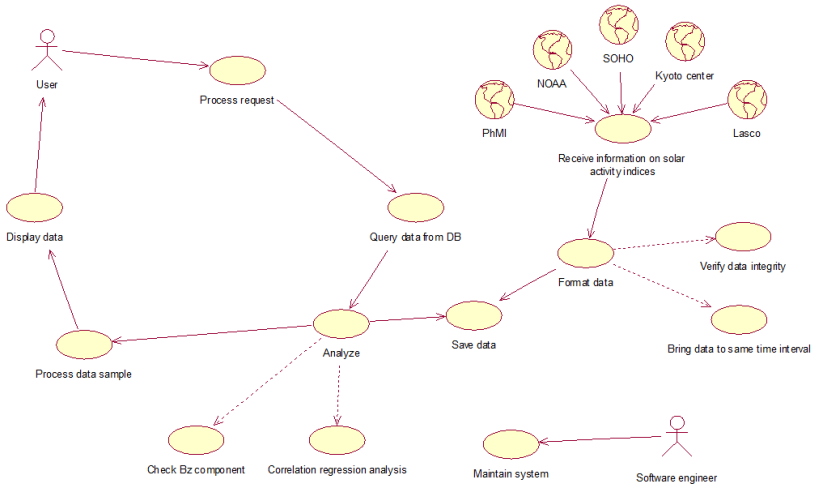 SOHO
User
NOAA
Kyoto center
Process request
PhMI
Lasco
Receive information on solar
activity indices
Display data
Query data from DB
Verify data integrity
Format data
Save data
Bring data to same time interval
Analyze
Process data sample
Check Bz component
Correlation regression analysis
Maintain system
Software engineer